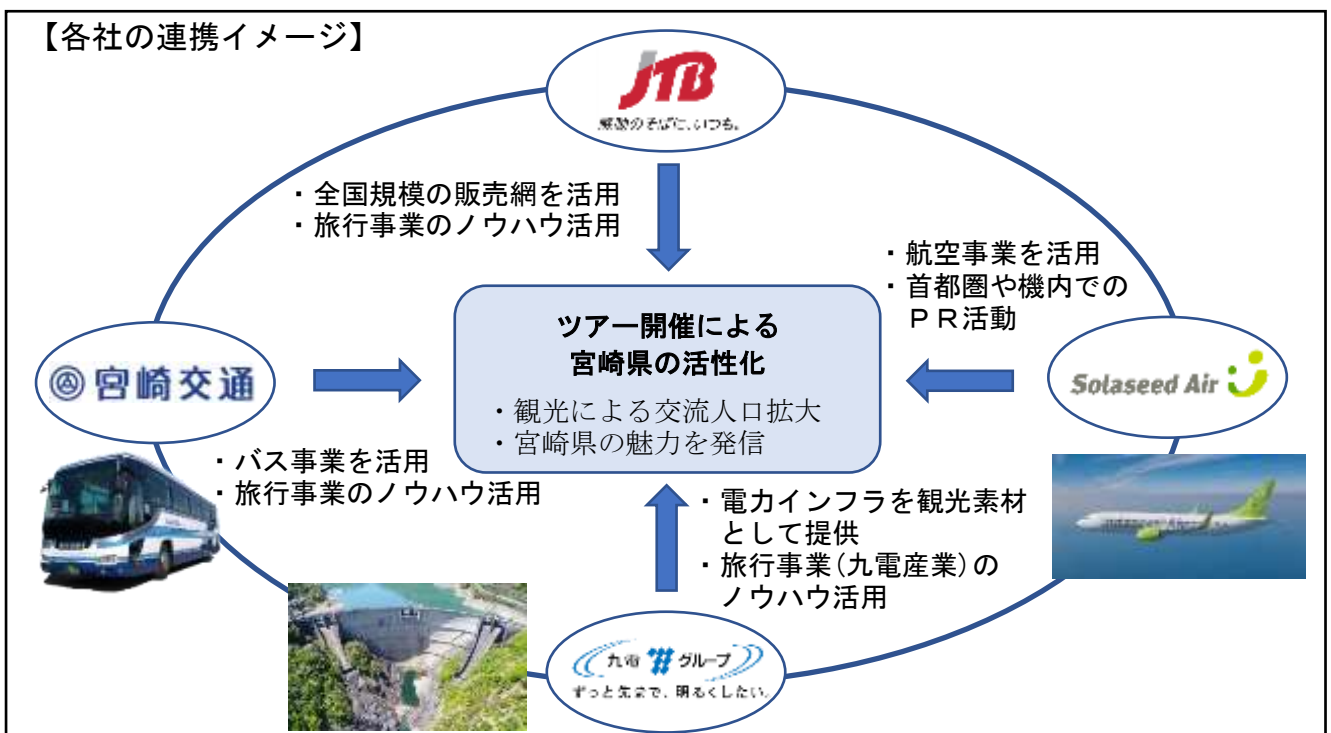 【各社の連携イメージ】
JTB
感動のそばに、いつも。
・全国規模の販売網を活用
・旅行事業のノウハウ活用
・航空事業を活用
・首都圏や機内での
ＰＲ活動
ツアー開催による
宮崎県の活性化
・観光による交流人口拡大
・宮崎県の魅力を発信
宮崎交通
Solaseed Air
・バス事業を活用
・旅行事業のノウハウ活用
・電力インフラを観光素材
として提供
・旅行事業(九電産業)の
ノウハウ活用
九電グループ
ずっと先まで、明るくしたい。